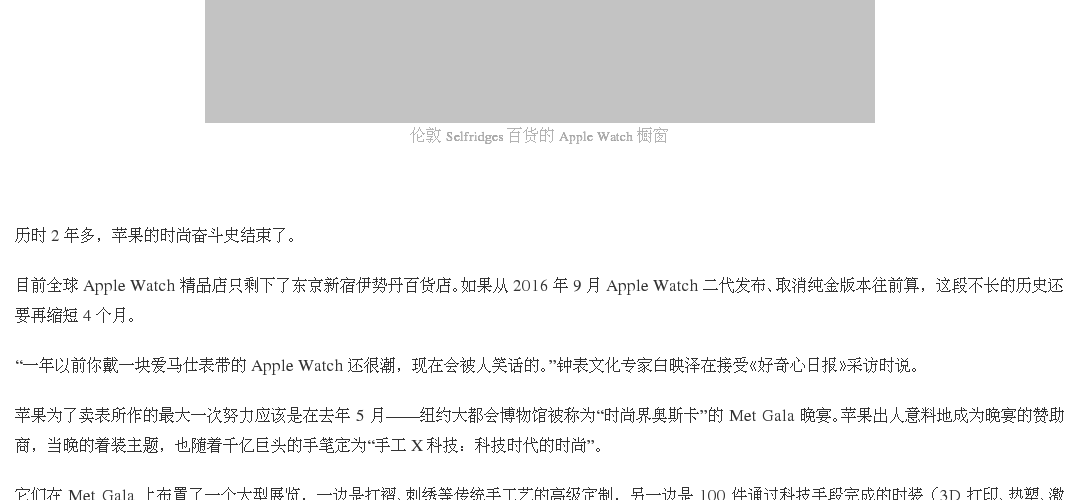 伦敦 Selfridges 百货的 Apple Watch 橱窗
历时 2 年多，苹果的时尚奋斗史结束了。
目前全球 Apple Watch 精品店只剩下了东京新宿伊势丹百货店。如果从 2016 年 9 月 Apple Watch 二代发布、取消纯金版本往前算，这段不长的历史还
要再缩短 4 个月。
“一年以前你戴一块爱马仕表带的 Apple Watch 还很潮，现在会被人笑话的。”钟表文化专家白映泽在接受《好奇心日报》采访时说。
苹果为了卖表所作的最大一次努力应该是在去年 5 月——纽约大都会博物馆被称为“时尚界奥斯卡”的 Met Gala 晚宴。苹果出人意料地成为晚宴的赞助
商，当晚的着装主题，也随着千亿巨头的手笔定为“手工 X 科技：科技时代的时尚”。
它们在 Met Gala 上布置了一个大型展览，一边是打褶、刺绣等传统手工艺的高级定制，另一边是 100 件通过科技手段完成的时装（3D 打印、热塑、激